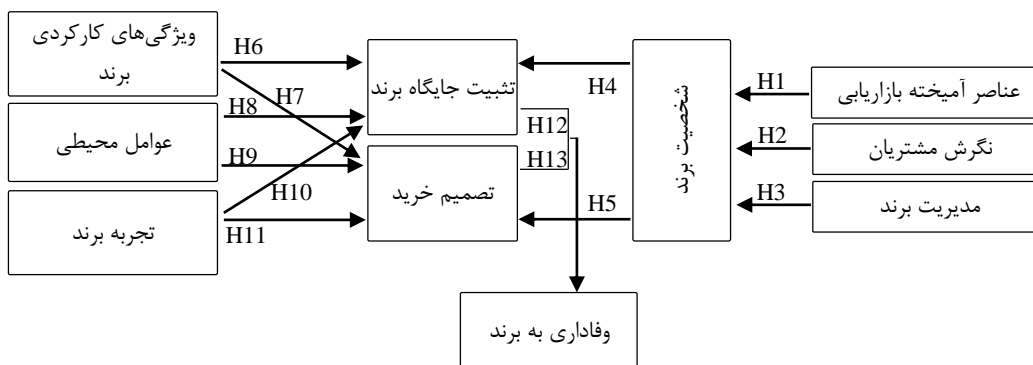 عناصر آمیخته بازاریابی
نگرش مشتریان
مدیریت برند
H1
H2
H3
شخصیت برند
H4
H5
تثبیت جایگاه برند
تصمیم خرید
H12
H13
وفاداری به برند
ویژگی‌های کارکردی
برند
عوامل محیطی
تجربه برند
H6
H7
H8
H9
H10
H11